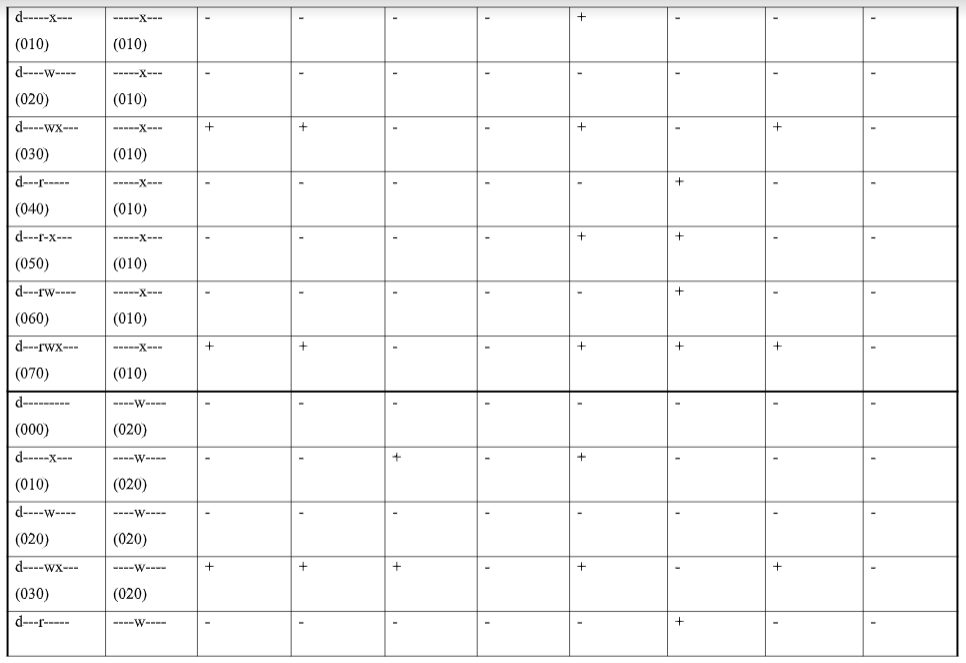 d-----x--- -----x--- - - - - + - - -
(010) (010)
d----w---- -----x--- - - - - - - - -
(020) (010)
d----wx--- -----x--- + + - - + - + -
(030) (010)
d---r----- -----x--- - - - - - + - -
(040) (010)
d---r-x--- -----x--- - - - - + + - -
(050) (010)
d---rw---- -----x--- - - - - - + - -
(060) (010)
d---rwx--- -----x--- + + - - + + + -
(070) (010)
d--------- ----w---- - - - - - - - -
(000) (020)
d-----x--- ----w---- - - + - + - - -
(010) (020)
d----w---- ----w---- - - - - - - - -
(020) (020)
d----wx--- ----w---- + + + - + - + -
(030) (020)
d---r----- ----w---- - - - - - + - -